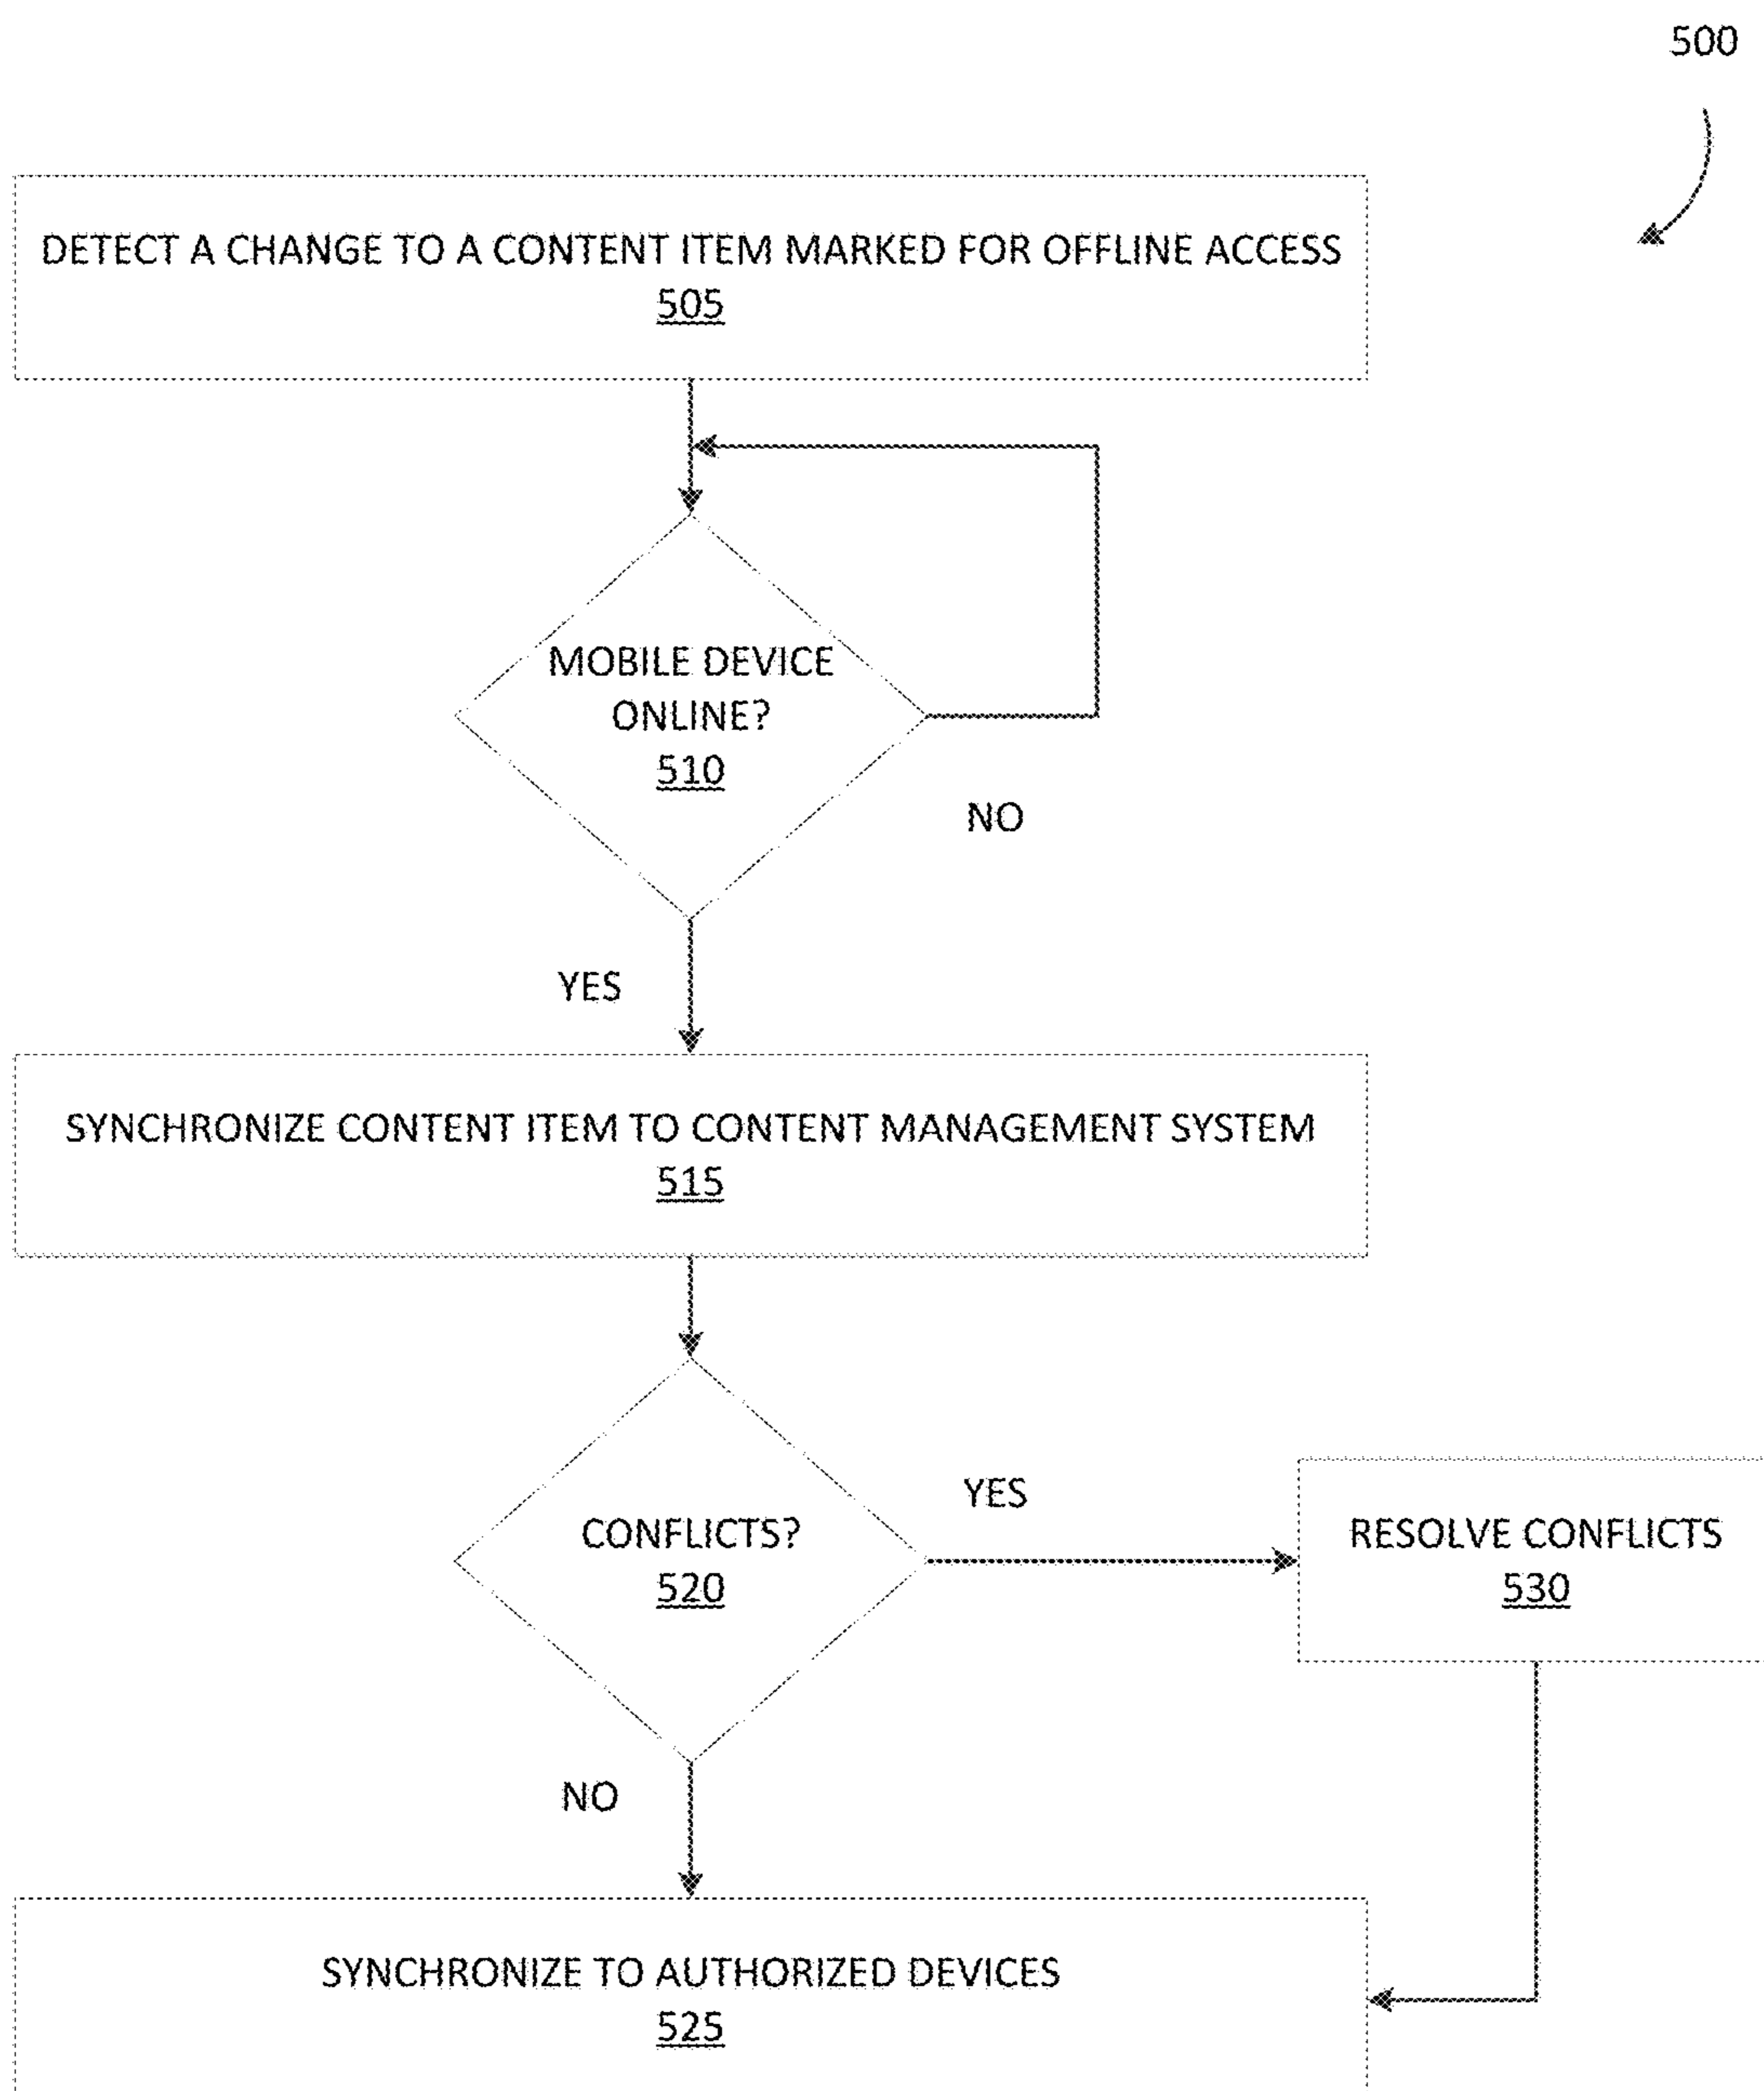 500
DETECT A CHANGE TO A CONTENT ITEM MARKED FOR OFFLINE ACCESS
505
MOBILE DEVICE
ONLINE?
510
NO
YES
SYNCHRONIZE CONTENT ITEM TO CONTENT MANAGEMENT SYSTEM
515
YES
CONFLICTS?
520
RESOLVE CONFLICTS
530
NO
SYNCHRONIZE TO AUTHORIZED DEVICES
525